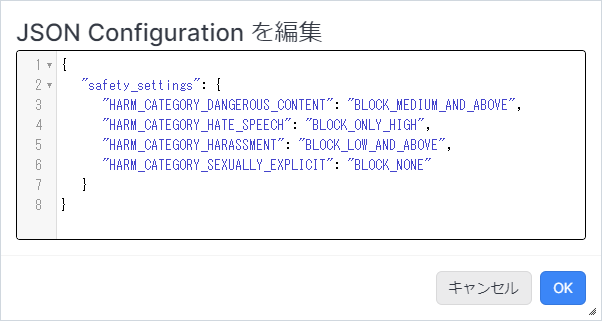 JSON Configuration を編集
1 {
2 "safety_settings": {
3 "HARM_CATEGORY_DANGEROUS_CONTENT": "BLOCK_MEDIUM_AND_ABOVE",
4 "HARM_CATEGORY_HATE_SPEECH": "BLOCK_ONLY_HIGH",
5 "HARM_CATEGORY_HARASSMENT": "BLOCK_LOW_AND_ABOVE",
6 "HARM_CATEGORY_SEXUALLY_EXPLICIT": "BLOCK_NONE"
7 }
8 }
キャンセル OK